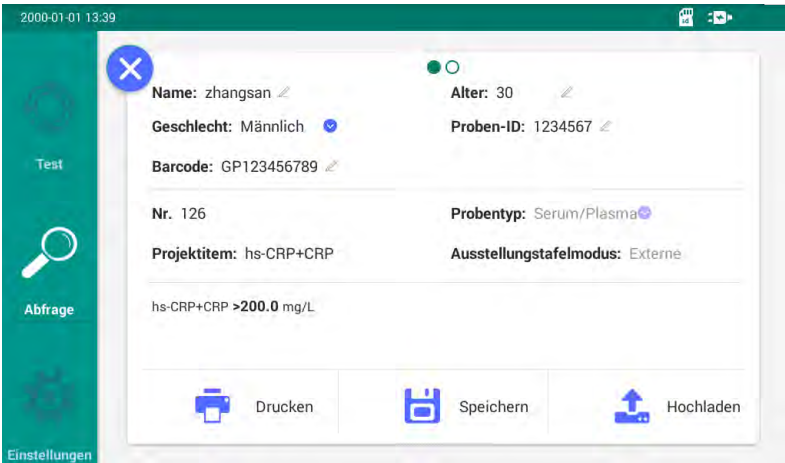 2000-01-01 13:39
Name: zhangsan
Alter: 30
Geschlecht: Männlich
Proben-ID: 1234567
Barcode: GP123456789
Test
Nr. 126
Probentyp: Serum/Plasma
Projektitem: hs-CRP+CRP
Ausstellungstafelmodus: Externe
Abfrage
hs-CRP+CRP >200.0 mg/L
Drucken
Speichern
Hochladen
Einstellungen